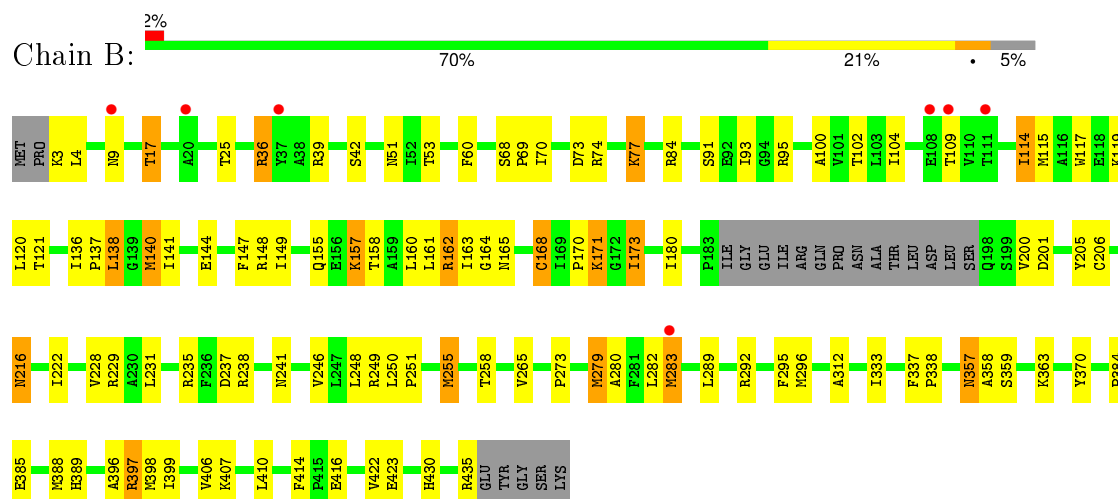 2%
Chain B:
70% 21% • 5%
MET PRO K3 L4 N9 T17 A20 T25 R36 Y37 A38 R39 S42 N51 I52 T53 F60 S68 P69 I70 D73 R74 K77 R84 S91 E92 I93 G94 R95 A100 V101 T102 L103 I104 E108 T109 V110 T111 I114 M115 A116 W117 E118 K119
L120 T121 I136 P137 L138 G139 M140 I141 E144 F147 R148 I149 Q155 E156 K157 T158 A159 L160 L161 R162 I163 G164 N165 C168 I169 P170 K171 G172 I173 I180 P183 ILE GLY GLU ILE ARG GLN PRO ASN ALA THR LEU ASP LEU SER Q198 S199 V200 D201 Y205 C206
N216 I222 V228 R229 A230 L231 R235 F236 D237 R238 N241 V246 L247 L248 R249 L250 P251 M255 T258 V265 P273 M279 A280 F281 L282 M283 L289 R292 F295 M296 A312 I333 F337 P338 N357 A358 S359 K363 Y370
E385 M388 H389 A396 R397 M398 I399 V406 K407 L410 F414 P415 E416 V422 E423 H430 R435 GLU TYR GLY SER LYS